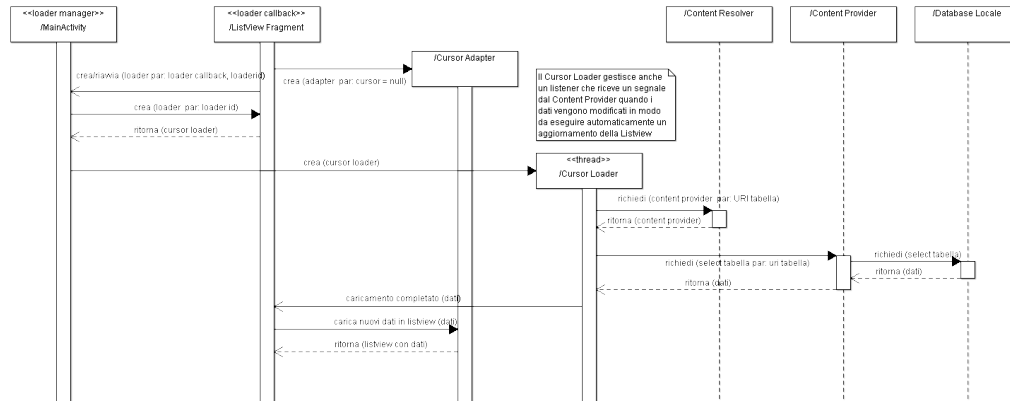 <<loader manager>>
/MainActivity
<<loader callback>>
/ListView Fragment
/Content Resolver
/Content Provider
/Database Locale
/Cursor Adapter
crea/riavvia (loader par: loader callback, loaderid)
crea (adapter par: cursor = null)
Il Cursor Loader gestisce anche
un listener che riceve un segnale
dal Content Provider quando i
dati vengono modificati in modo
da eseguire automaticamente un
aggiornamento della Listview
crea (loader par: loader id)
ritorna (cursor loader)
crea (cursor loader)
<<thread>>
/Cursor Loader
richiedi (content provider par: URI tabella)
ritorna (content provider)
richiedi (select tabella par: uri tabella)
richiedi (select tabella)
ritorna (dati)
ritorna (dati)
caricamento completato (dati)
carica nuovi dati in listview (dati)
ritorna (listview con dati)